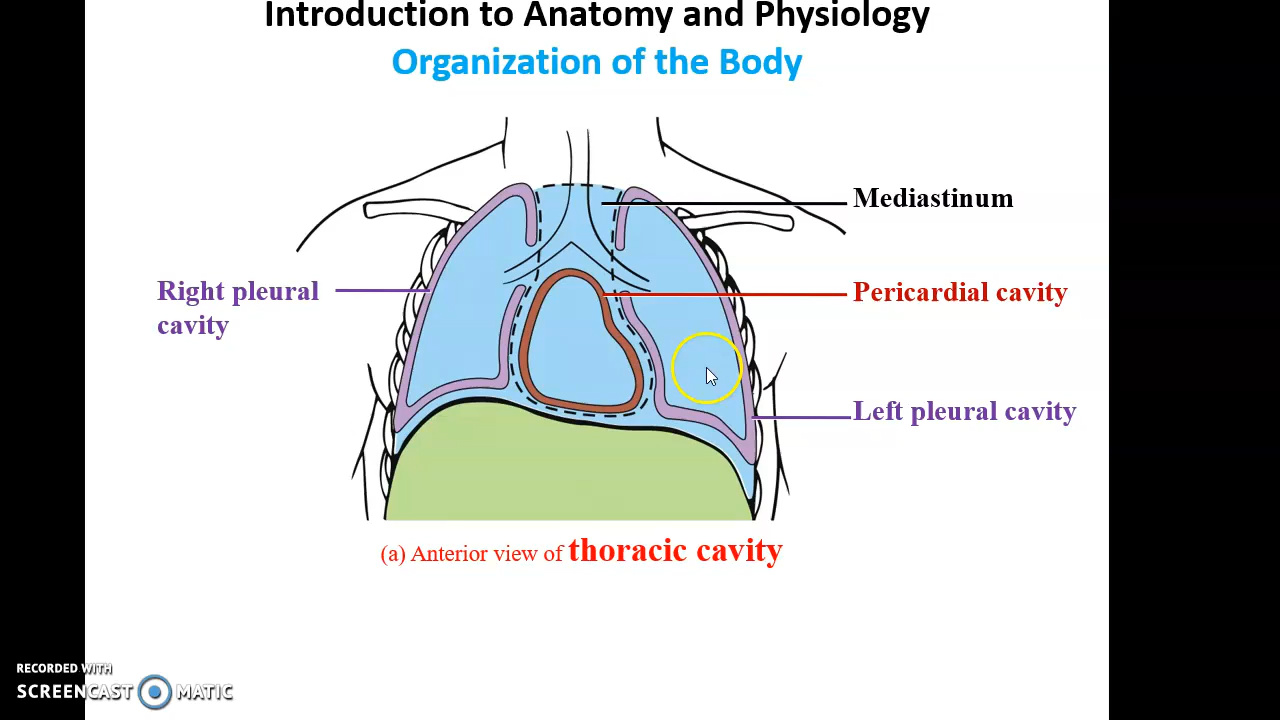 Introduction to Anatomy and Physiology
Organization of the Body
Mediastinum
Right pleural
cavity
Pericardial cavity
Left pleural cavity
(a) Anterior view of thoracic cavity
RECORDED WITH
SCREENCAST MATIC